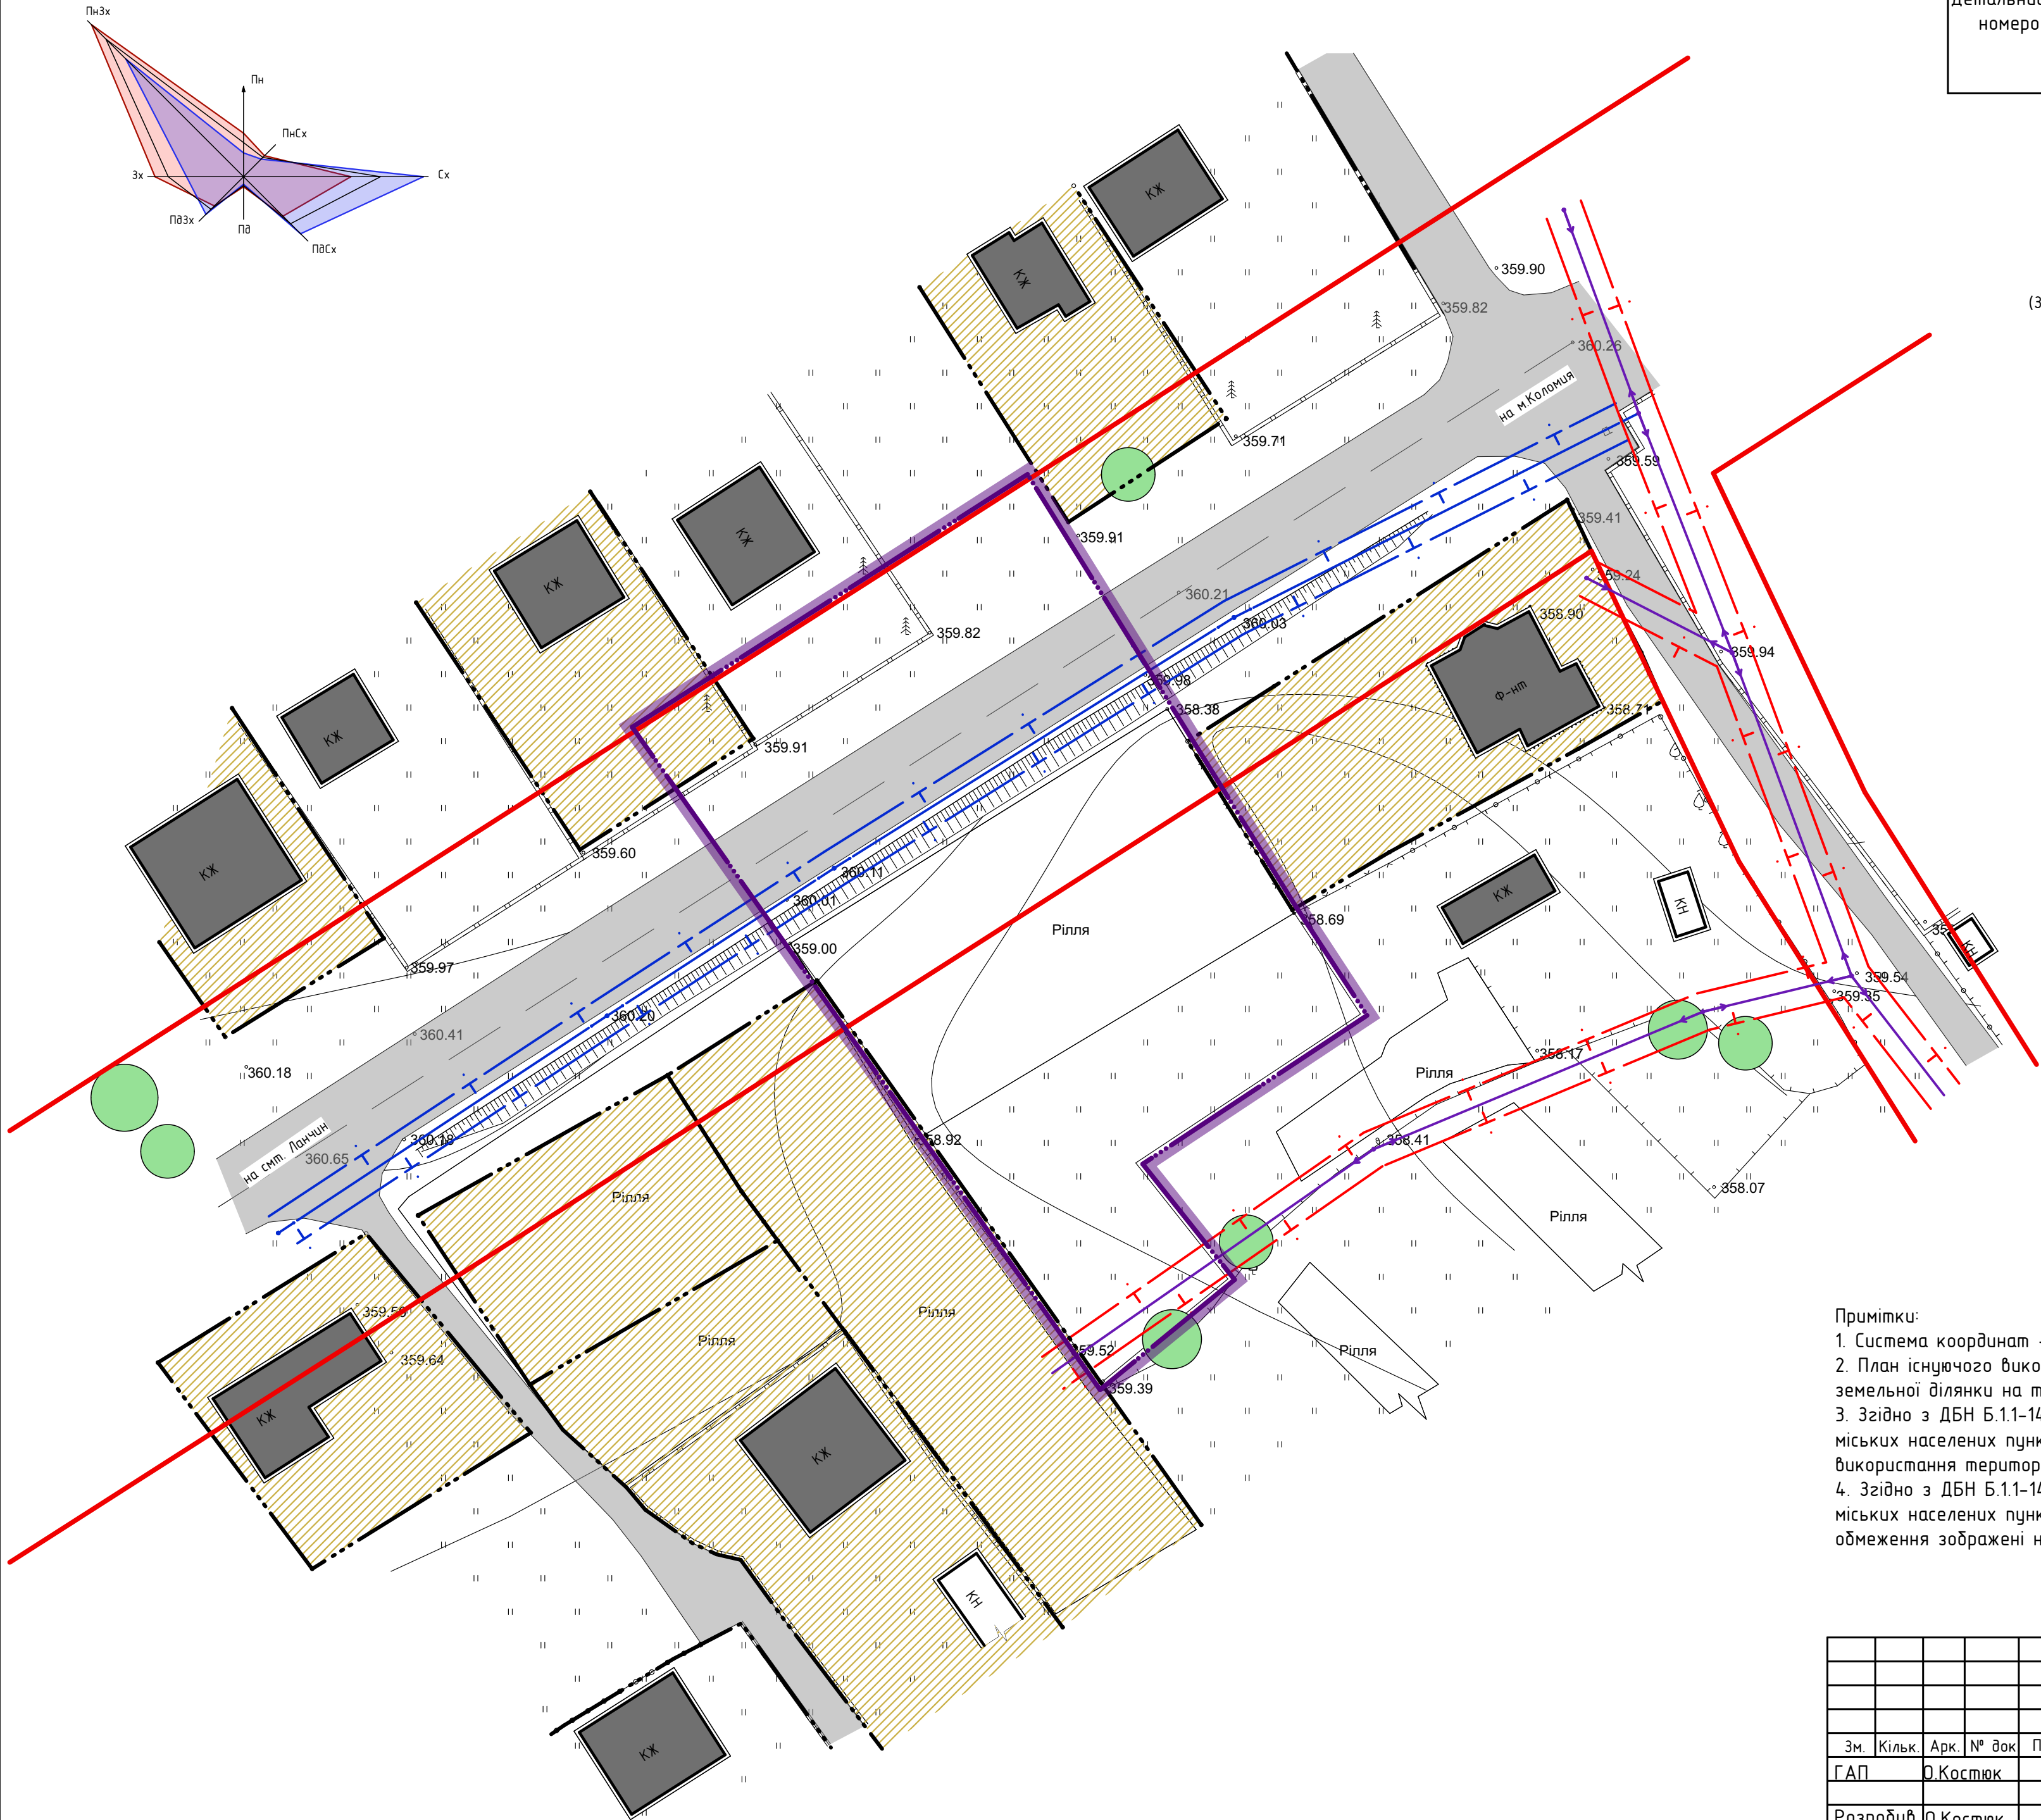 ПнЗх
Пн
ПнСх
Зх
Сх
ПдЗх
Пд
ПдСх
номеро
КЖ
КЖ
359.90
359.82
(З
360.26
на м.Коломия
359.71
359.59
359.41
359.91
КЖ
КЖ
359.24
360.21
360.03
358.90
359.82
359.94
359.98
Ф-нт
358.38
358.71
КЖ
359.91
359.60
КЖ
360.11
КЖ
360.01
КН
358.69
Рілля
359.00
КН
359.97
359.54
359.35
360.20
360.41
358.17
360.18
Рілля
на смт. Ланчин
360.18
358.92
358.41
360.65
358.07
Рілля
Рілля
359.64
Рілля
Рілля
Рілля
359.52
359.39
КЖ
КЖ
КН
КЖ
Примітки:
1. Система координат -
2. План існуючого вико
земельної ділянки на т
3. Згідно з ДБН Б.1.1-14
міських населених пунк
використання територ
4. Згідно з ДБН Б.1.1-14
міських населених пунк
обмеження зображені н
Зм. Кільк. Арк. № док П
ГАП О.Костюк
Розробив О.Костюк